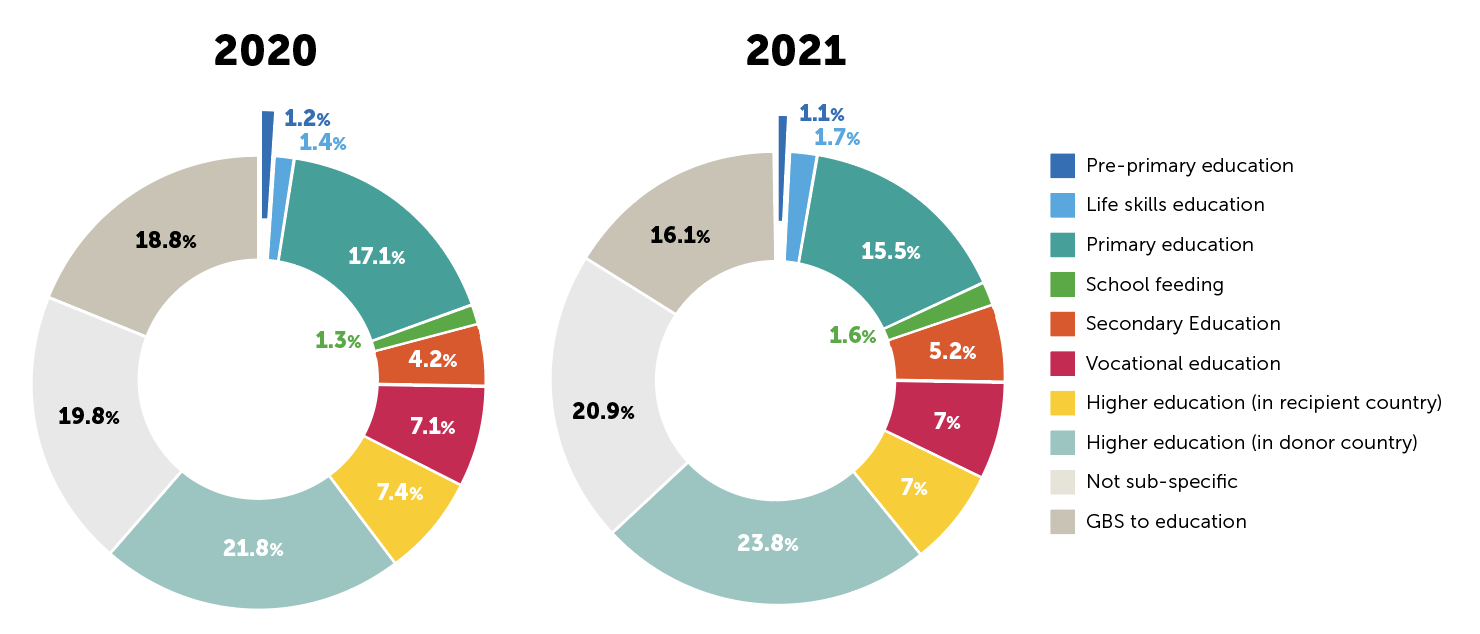 2020
1.2%
1.4%
18.8%
17.1%
1.3%
4.2%
19.8%
7.1%
7.4%
21.8%
2021
1.1%
1.7%
16.1%
15.5%
1.6%
5.2%
20.9%
7%
7%
23.8%
Pre-primary education
Life skills education
Primary education
School feeding
Secondary Education
Vocational education
Higher education (in recipient country)
Higher education (in donor country)
Not sub-specific
GBS to education